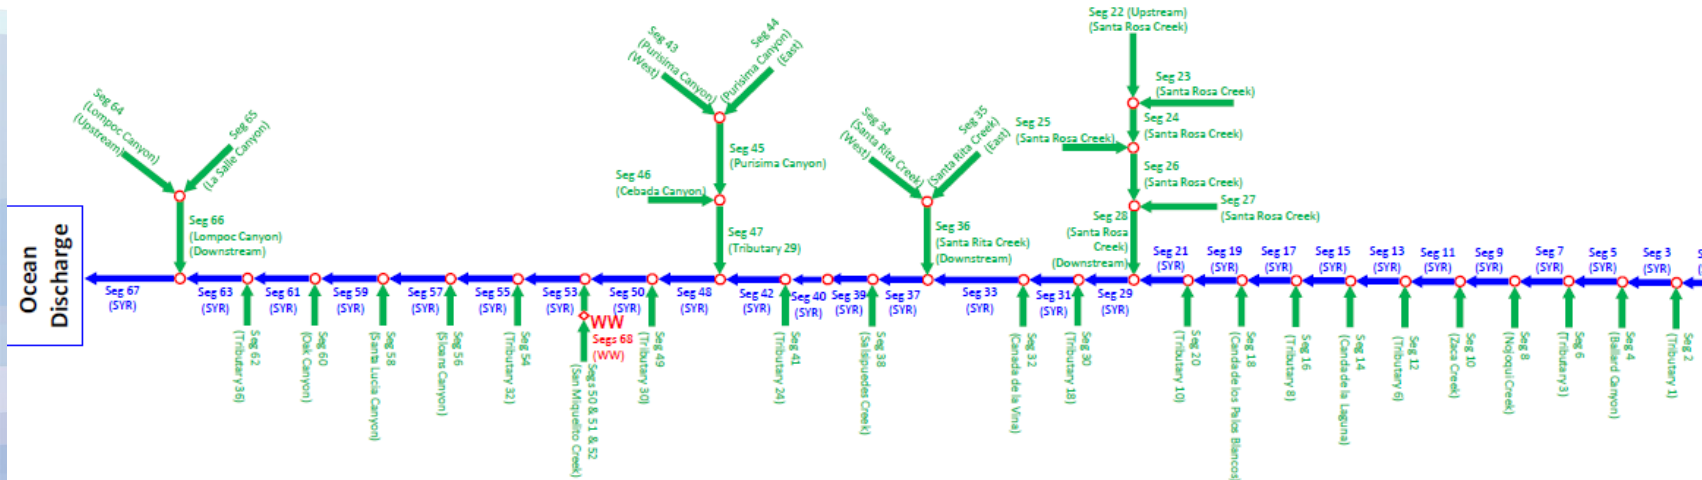 Seg 22 (Upstream)
(Santa Rosa Creek)
Seg 23
(Santa Rosa Creek)
Seg 24
(Santa Rosa Creek)
Seg 25
(Santa Rosa Creek)
Seg 26
(Santa Rosa Creek)
Seg 27
(Santa Rosa Creek)
Seg 28
(Santa Rosa
Creek)
(Downstream)
Seg 34
(Santa Rita Creek)
(West)
Seg 35
(Santa Rita Creek)
(East)
Seg 36
(Santa Rita Creek)
(Downstream)
Seg 43
(Purisima Canyon)
(West)
Seg 44
(Purisima Canyon)
(East)
Seg 45
(Purisima Canyon)
Seg 46
(Cebada Canyon)
Seg 47
(Tributary 29)
Seg 64
(Lompoc Canyon)
(Upstream)
Seg 65
(La Salle Canyon)
Seg 66
(Lompoc Canyon)
(Downstream)
Ocean
Discharge
Seg 67
(SYR)
Seg 63
(SYR)
Seg 61
(SYR)
Seg 59
(SYR)
Seg 57
(SYR)
Seg 55
(SYR)
Seg 53
(SYR)
Seg 50
(SYR)
Seg 48
(SYR)
Seg 42
(SYR)
Seg 40
(SYR)
Seg 39
(SYR)
Seg 37
(SYR)
Seg 33
(SYR)
Seg 31
(SYR)
Seg 29
(SYR)
Seg 21
(SYR)
Seg 19
(SYR)
Seg 17
(SYR)
Seg 15
(SYR)
Seg 13
(SYR)
Seg 11
(SYR)
Seg 9
(SYR)
Seg 7
(SYR)
Seg 5
(SYR)
Seg 3
(SYR)
WW
Segs 68
(WW)
Seg 62
(Tributary 36)
Seg 60
(Oak Canyon)
Seg 58
(Santa Lucia Canyon)
Seg 56
(Sloans Canyon)
Seg 54
(Tributary 32)
Segs 50 & 51 & 52
(San Miquelito Creek)
Seg 49
(Tributary 30)
Seg 41
(Tributary 24)
Seg 38
(Salsipuedes Creek)
Seg 32
(Canada de la Vina)
Seg 30
(Tributary 18)
Seg 20
(Tributary 10)
Seg 18
(Canda de los Palos Blancos)
Seg 16
(Tributary 8)
Seg 14
(Canda de la Laguna)
Seg 12
(Tributary 6)
Seg 10
(Zaca Creek)
Seg 8
(Nojoqui Creek)
Seg 6
(Tributary 3)
Seg 4
(Ballard Canyon)
Seg 2
(Tributary 1)